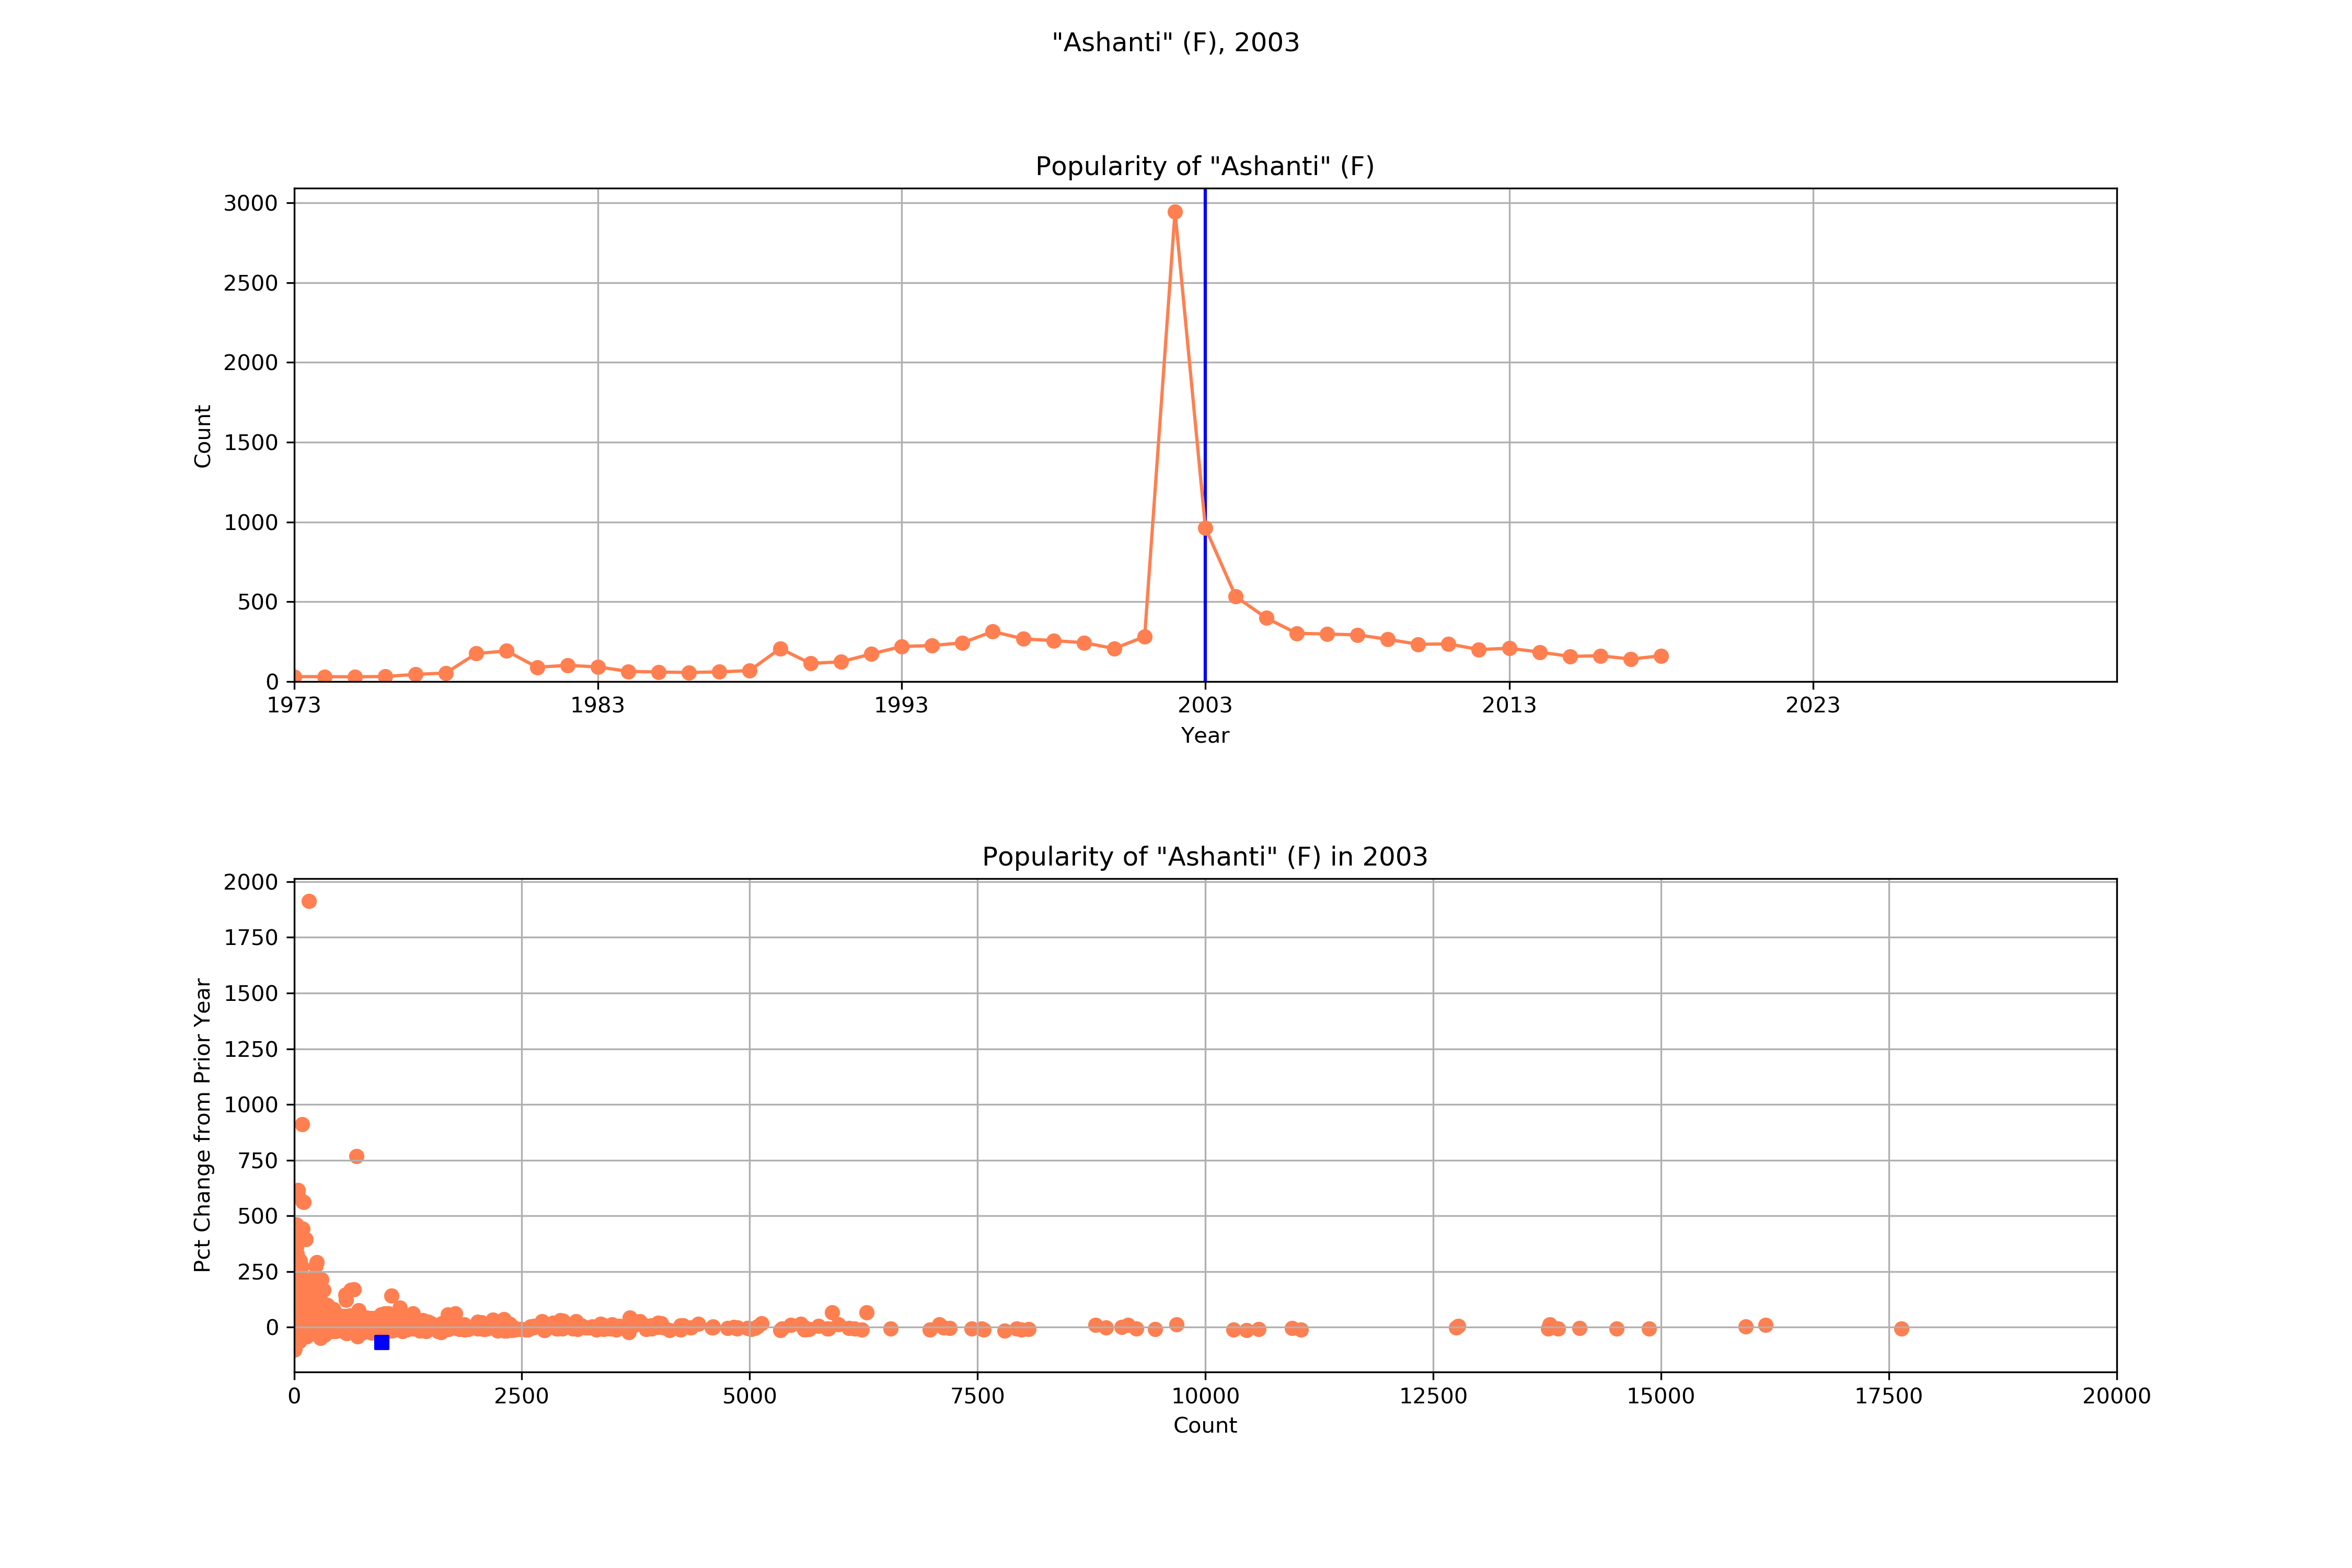 "Ashanti" (F), 2003
Popularity of "Ashanti" (F)
3000
2500
2000
1500
1000
500
0
Count
1973 1983 1993 2003 2013 2023
Year
Popularity of "Ashanti" (F) in 2003
2000
1750
1500
1250
1000
750
500
250
0
Pct Change from Prior Year
0 2500 5000 7500 10000 12500 15000 17500 20000
Count